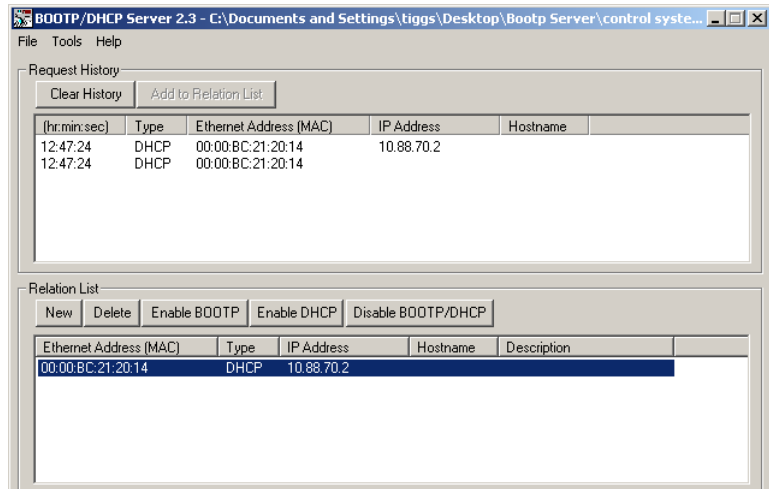 BOOTP/DHCP Server 2.3 - C:\Documents and Settings\tiggs\Desktop\Bootp Server\control syste...
File Tools Help
Request History
Clear History Add to Relation List
(hr:min:sec) Type Ethernet Address (MAC) IP Address Hostname
12:47:24 DHCP 00:00:BC:21:20:14 10.88.70.2
12:47:24 DHCP 00:00:BC:21:20:14
Relation List
New Delete Enable BOOTP Enable DHCP Disable BOOTP/DHCP
Ethernet Address (MAC) Type IP Address Hostname Description
00:00:BC:21:20:14 DHCP 10.88.70.2